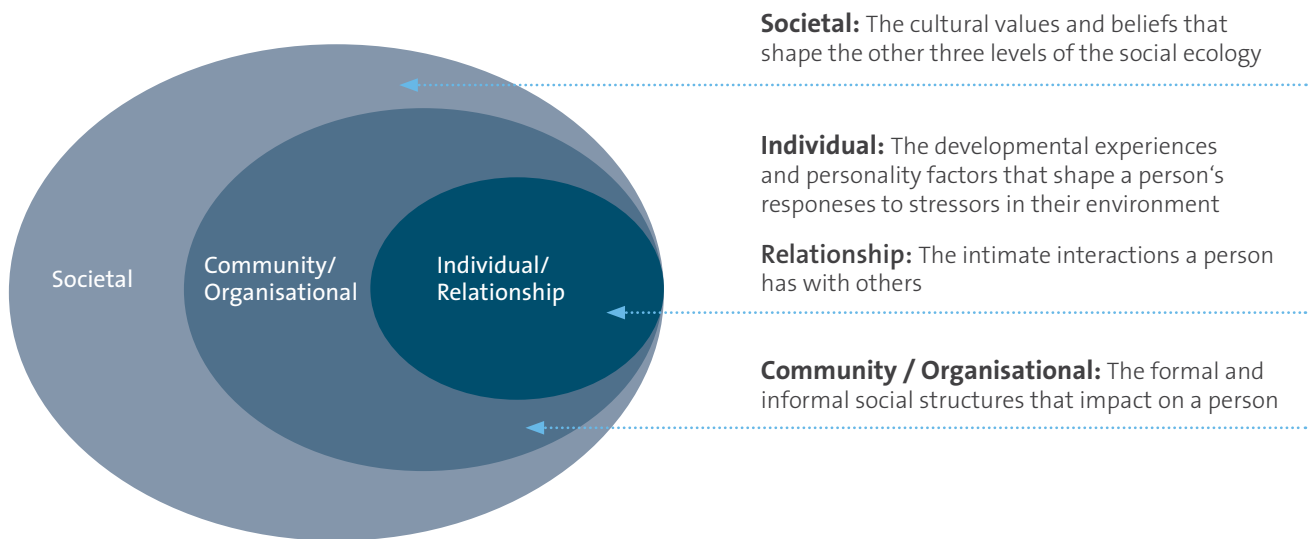 Societal: The cultural values and beliefs that
shape the other three levels of the social ecology
Individual: The developmental experiences
and personality factors that shape a person‘s
responeses to stressors in their environment
Relationship: The intimate interactions a person
has with others
Community / Organisational: The formal and
informal social structures that impact on a person
Societal
Community/
Organisational
Individual/
Relationship